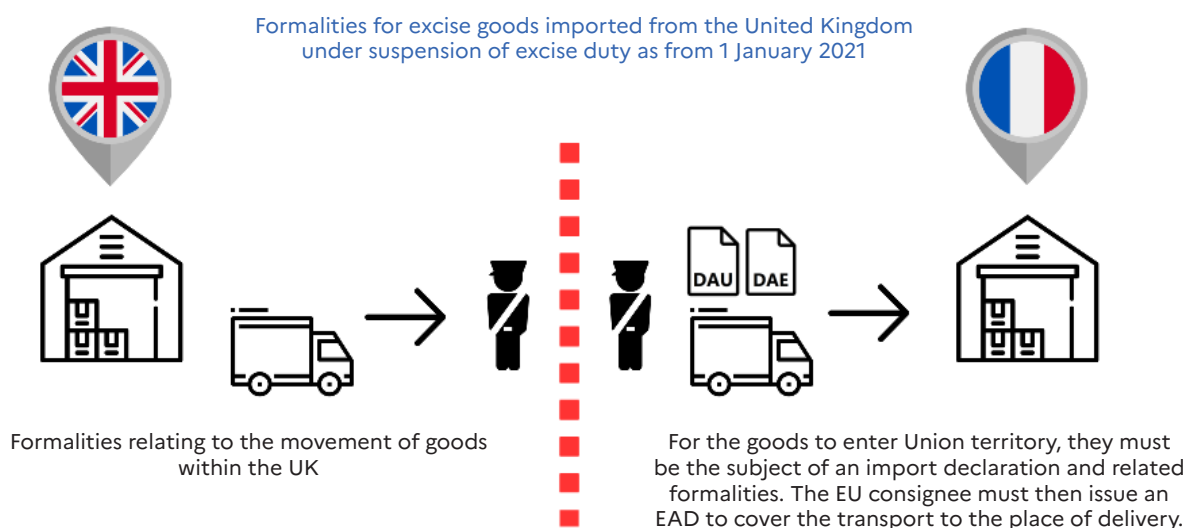 Formalities for excise goods imported from the United Kingdom
under suspension of excise duty as from 1 January 2021
DAU DAE
Formalities relating to the movement of goods
within the UK
For the goods to enter Union territory, they must
be the subject of an import declaration and related
formalities. The EU consignee must then issue an
EAD to cover the transport to the place of delivery.